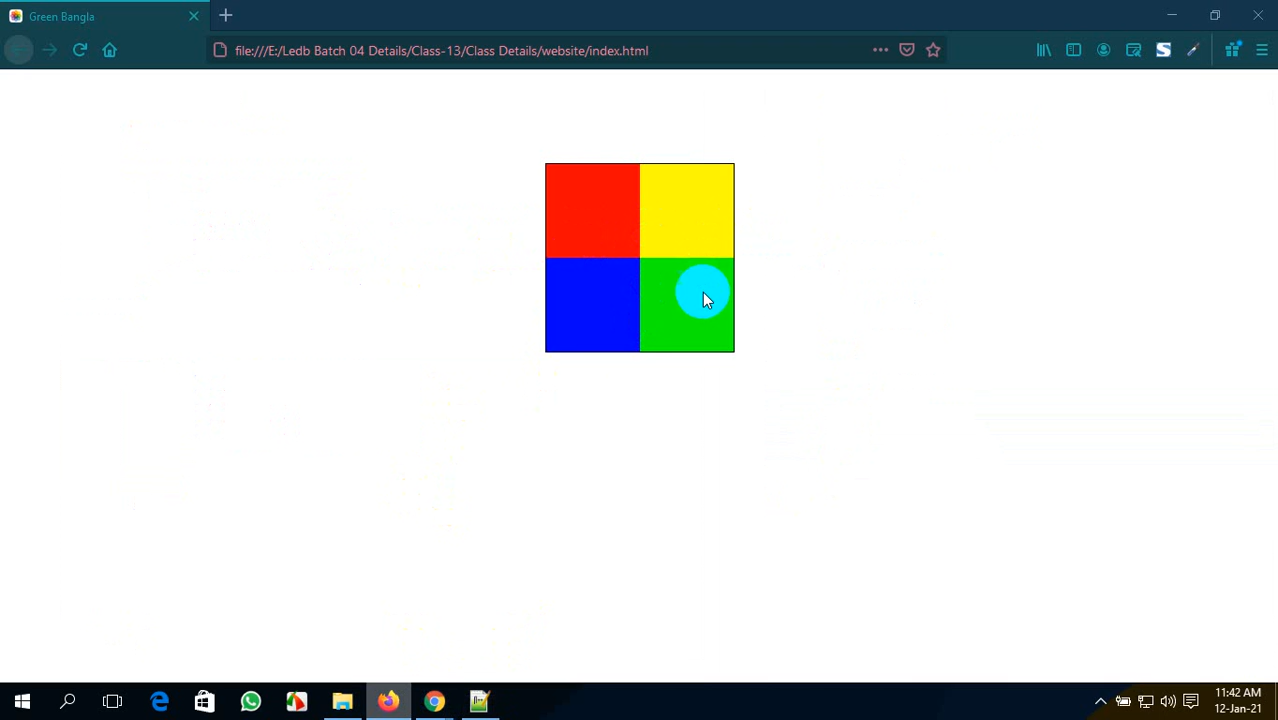 Green Bangla
file:///E:/Ledb Batch 04 Details/Class-13/Class Details/website/index.html
11:42 AM
12-Jan-21